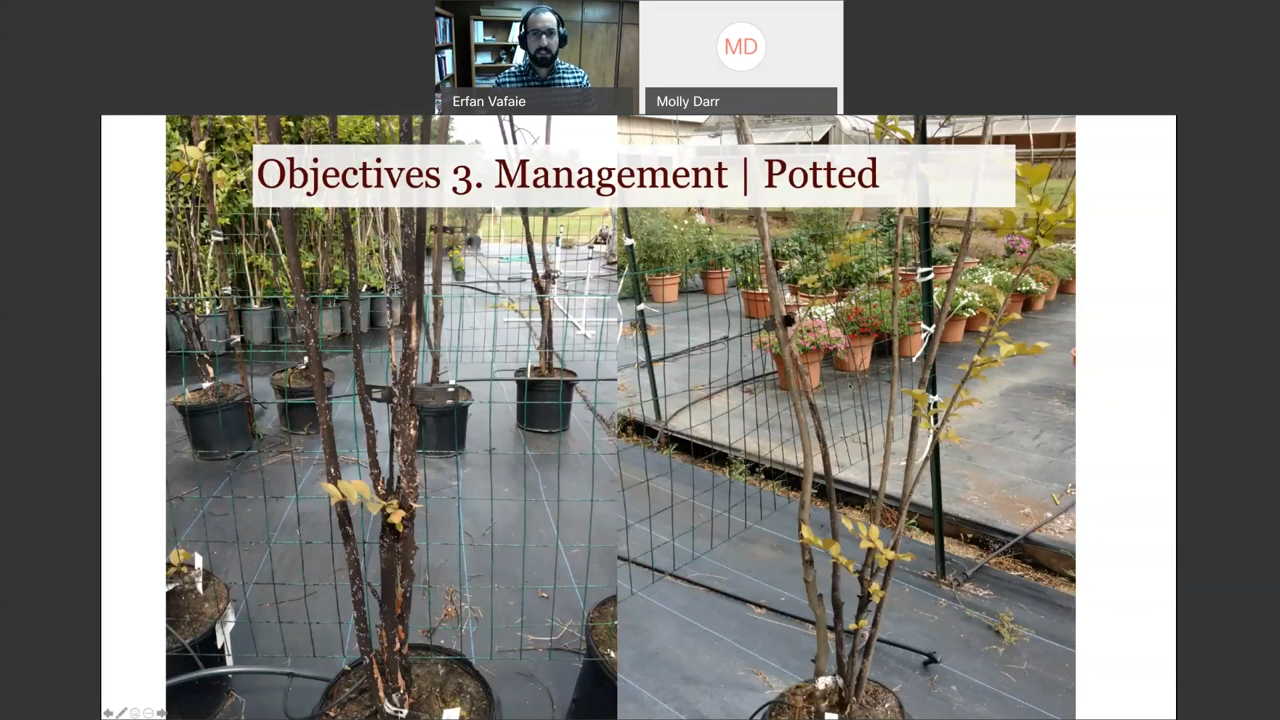 MD
Erfan Vafaie
Molly Darr
Objectives 3. Management | Potted